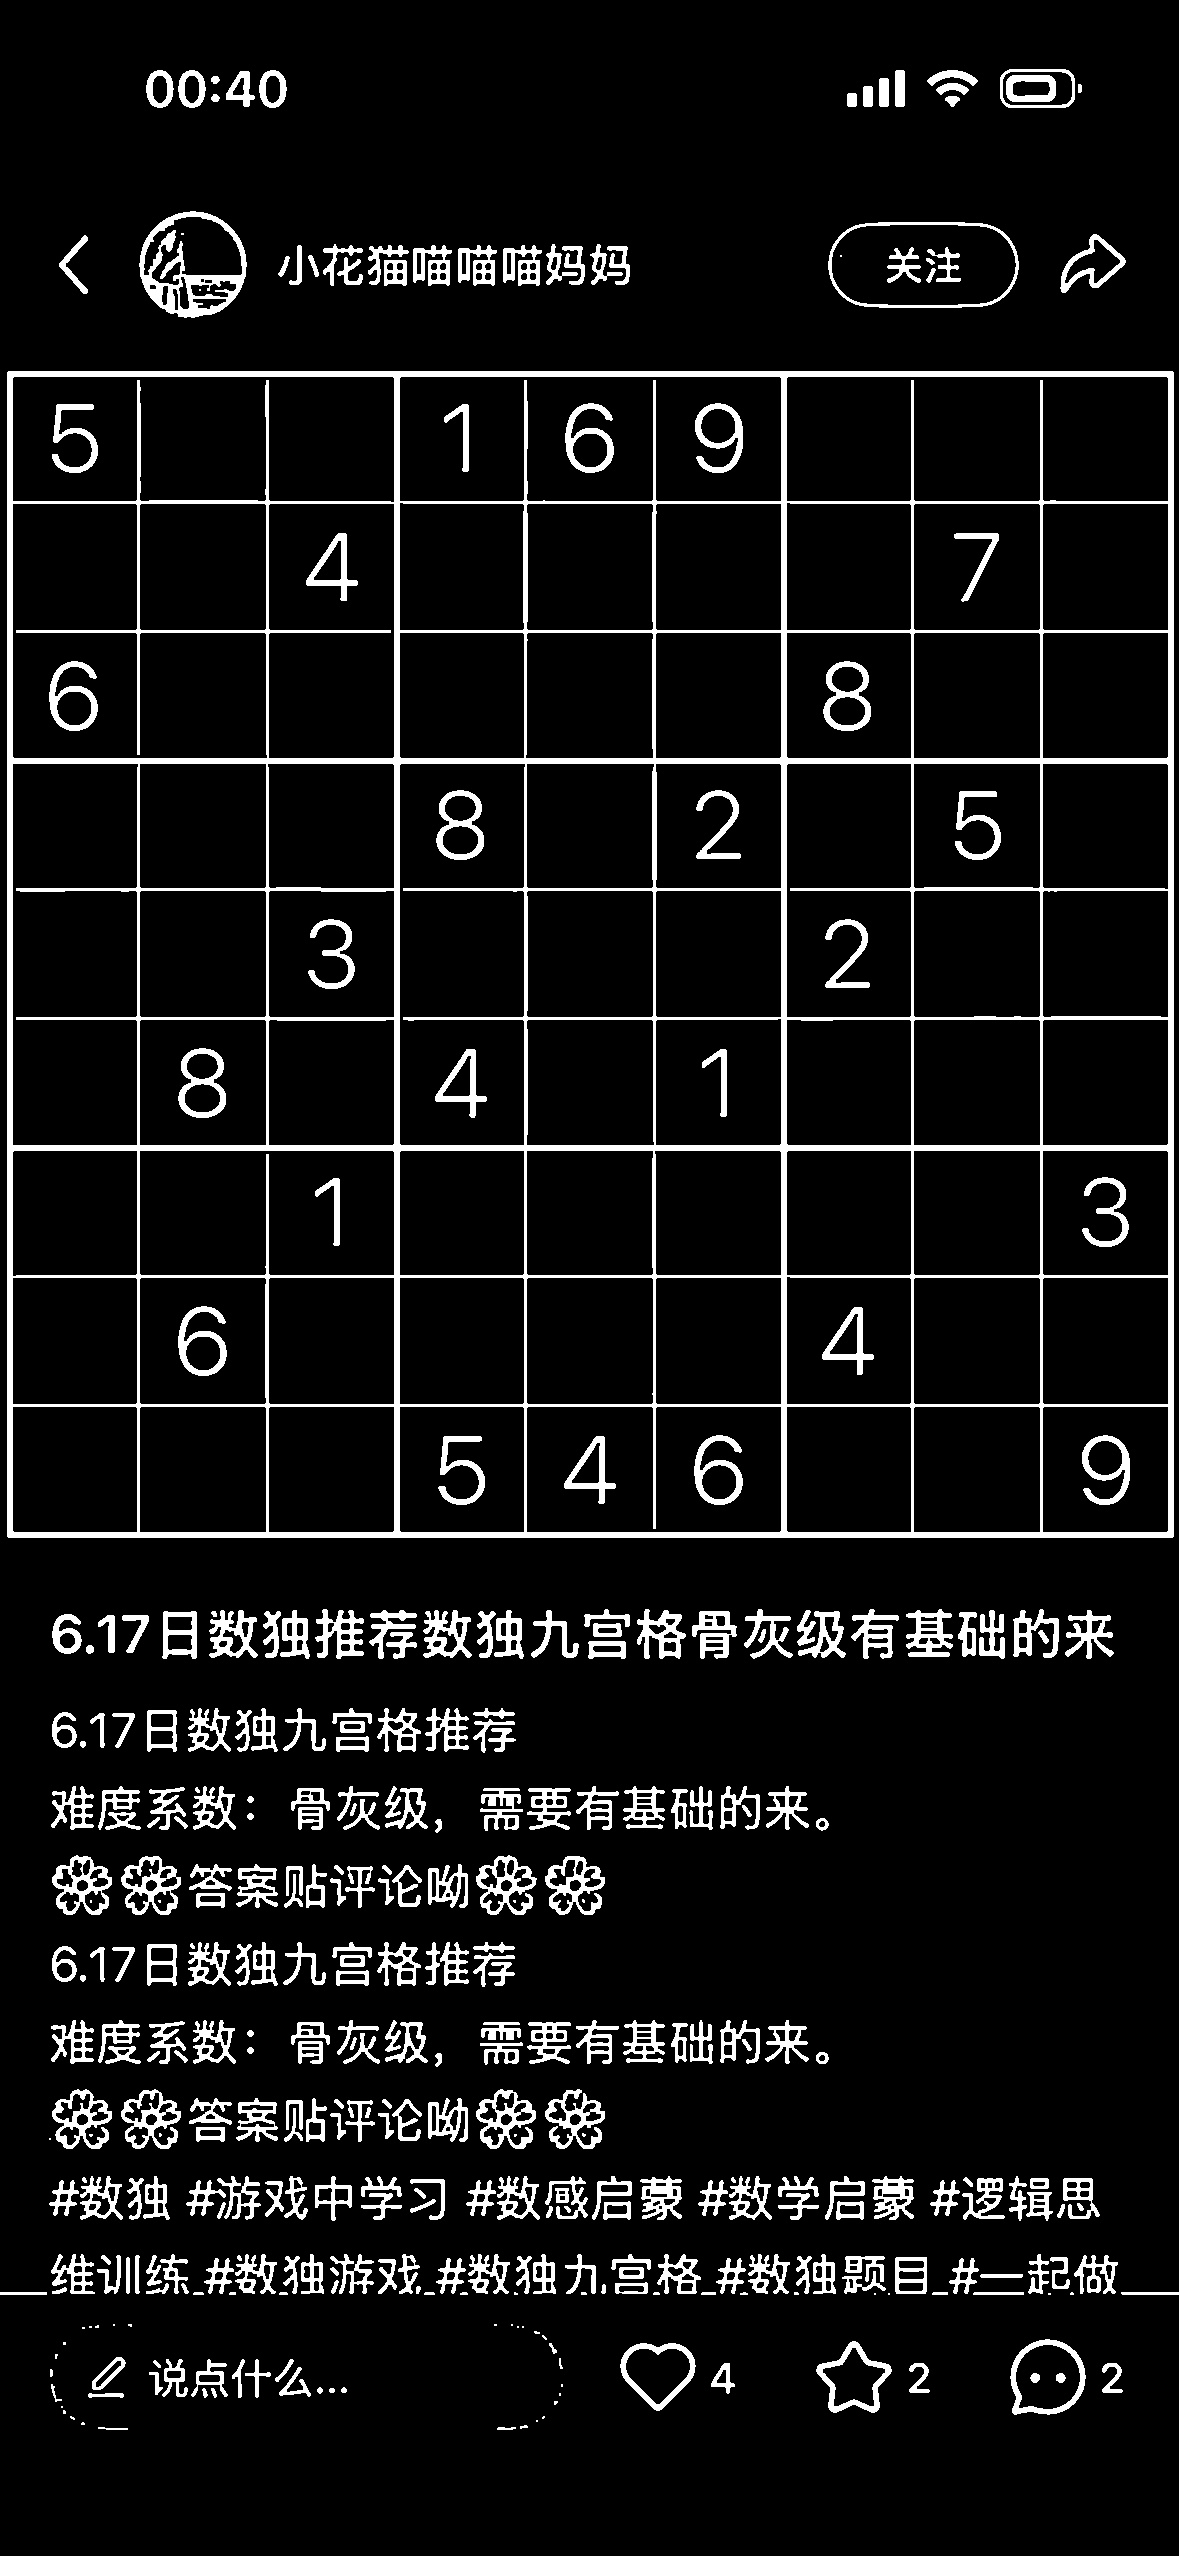 00:40
小花猫喵喵喵妈妈 关注
5 1 6 9
4 7
6 8
8 2 5
3 2
8 4 1
1 3
6 4
5 4 6 9
6.17日数独推荐数独九宫格骨灰级有基础的来
6.17日数独九宫格推荐
难度系数：骨灰级，需要有基础的来。
🌸🌸答案贴评论呦🌸🌸
6.17日数独九宫格推荐
难度系数：骨灰级，需要有基础的来。
🌸🌸答案贴评论呦🌸🌸
#数独 #游戏中学习 #数感启蒙 #数学启蒙 #逻辑思
维训练 #数独游戏 #数独九宫格 #数独题目 #一起做
说点什么... 4 2 2